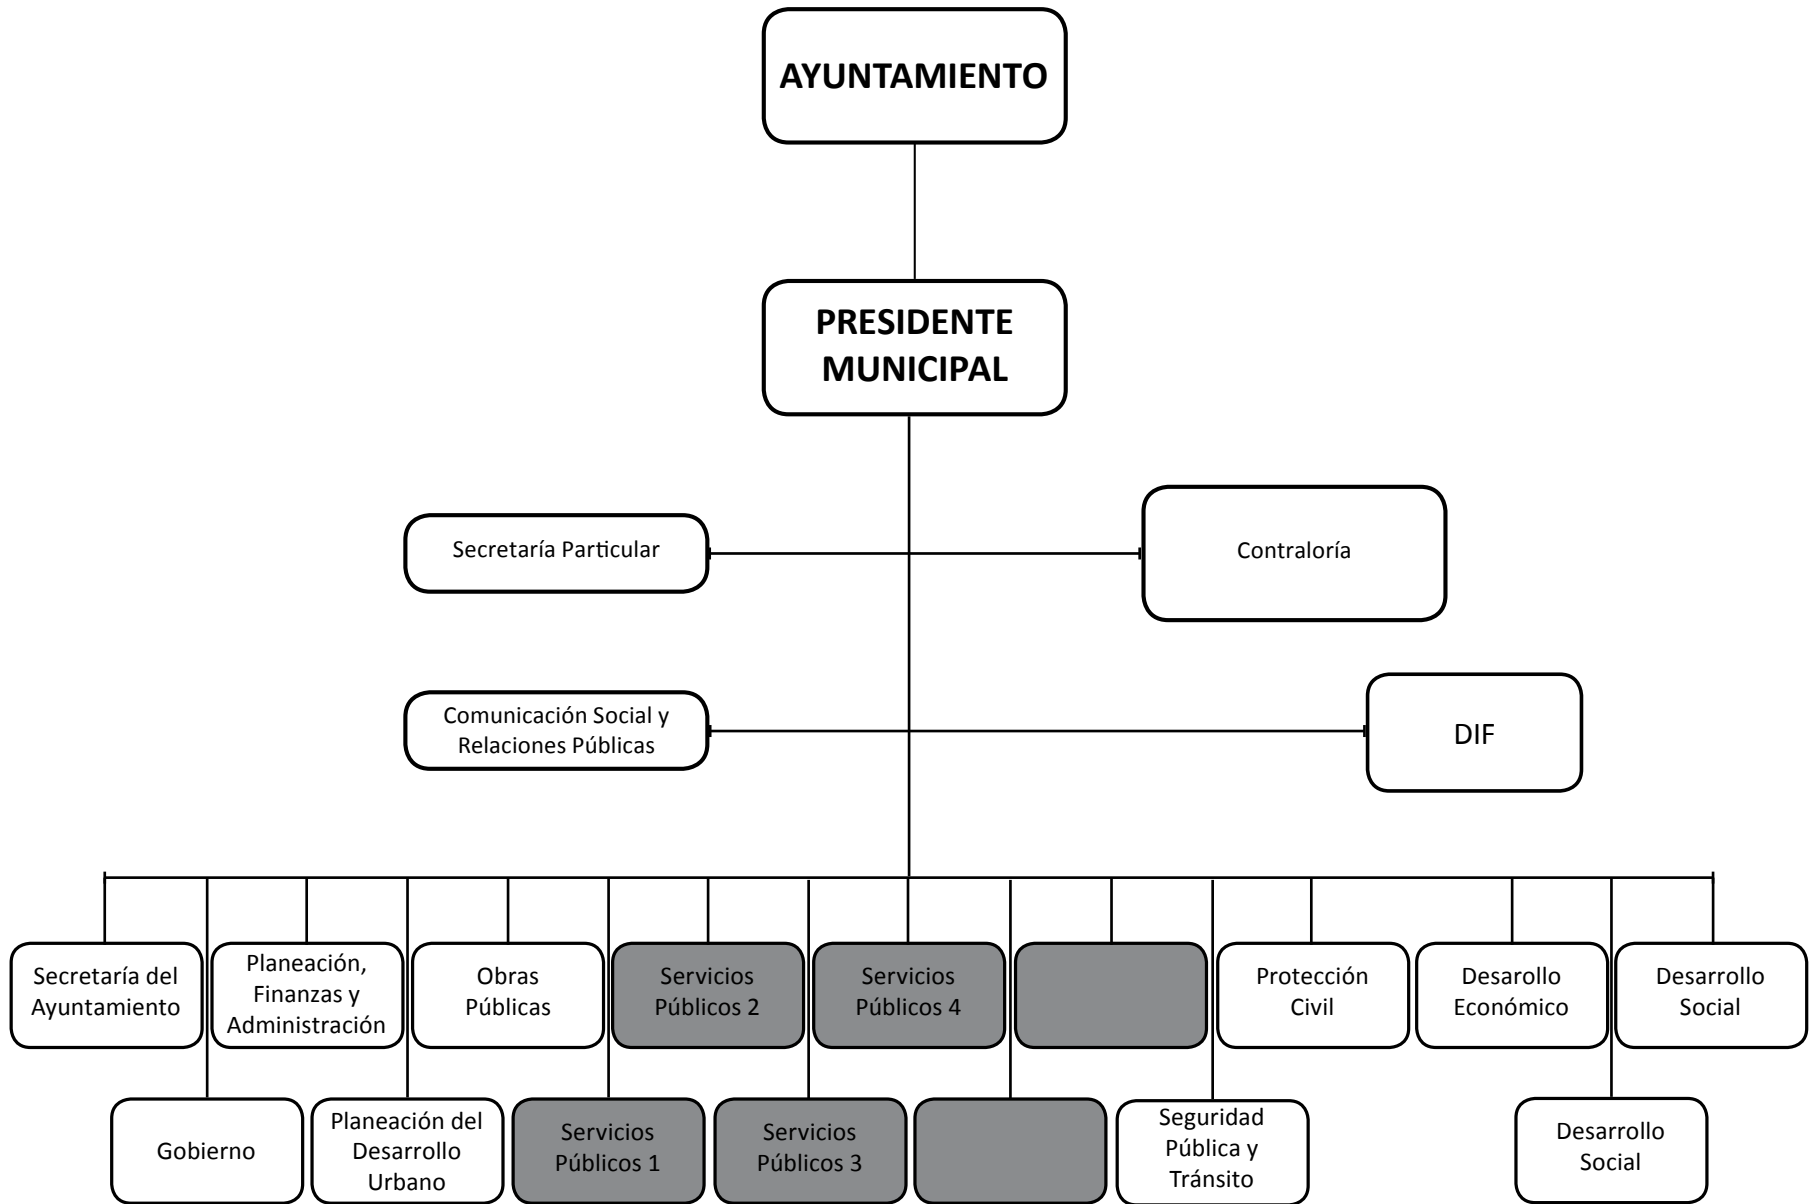 AYUNTAMIENTO
PRESIDENTE
MUNICIPAL
Secretaría Particular
Contraloría
Comunicación Social y
Relaciones Públicas
DIF
Secretaría del
Ayuntamiento
Planeación,
Finanzas y
Administración
Obras
Públicas
Servicios
Públicos 2
Servicios
Públicos 4
Protección
Civil
Desarollo
Económico
Desarrollo
Social
Gobierno
Planeación del
Desarrollo
Urbano
Servicios
Públicos 1
Servicios
Públicos 3
Seguridad
Pública y
Tránsito
Desarrollo
Social